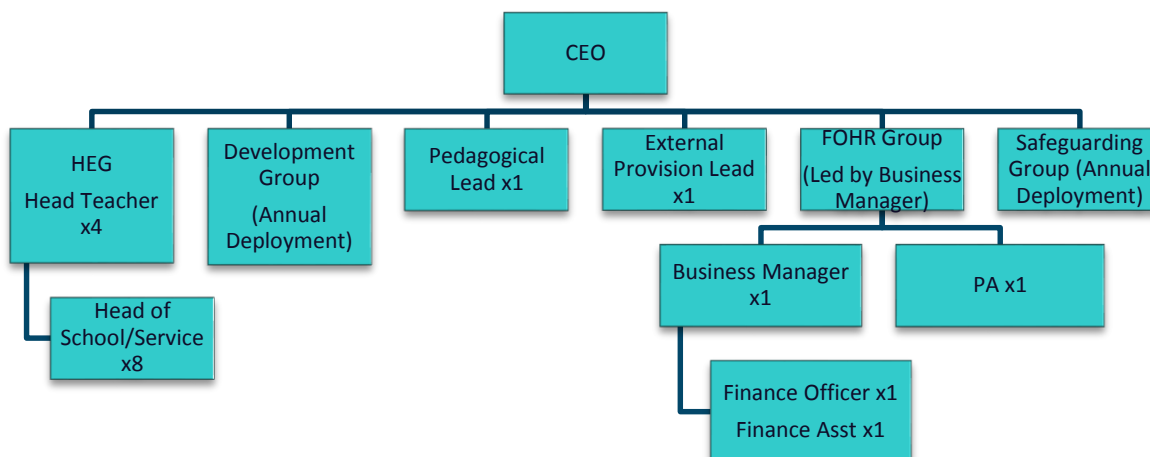 CEO
HEG
Head Teacher
x4
Development
Group
(Annual
Deployment)
Pedagogical
Lead x1
External
Provision Lead
x1
FOHR Group
(Led by Business
Manager)
Safeguarding
Group (Annual
Deployment)
Head of
School/Service
x8
Business Manager
x1
PA x1
Finance Officer x1
Finance Asst x1